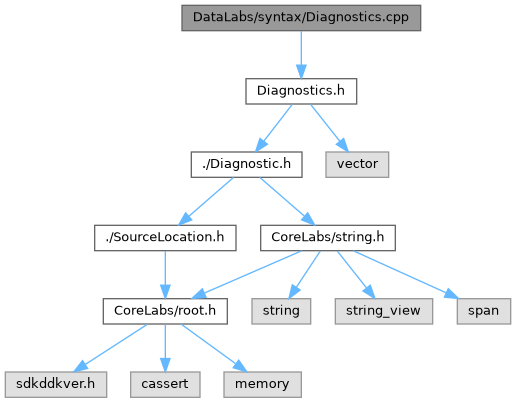 DataLabs/syntax/Diagnostics.cpp
Diagnostics.h
./Diagnostic.h
vector
./SourceLocation.h
CoreLabs/string.h
CoreLabs/root.h
string
string_view
span
sdkddkver.h
cassert
memory